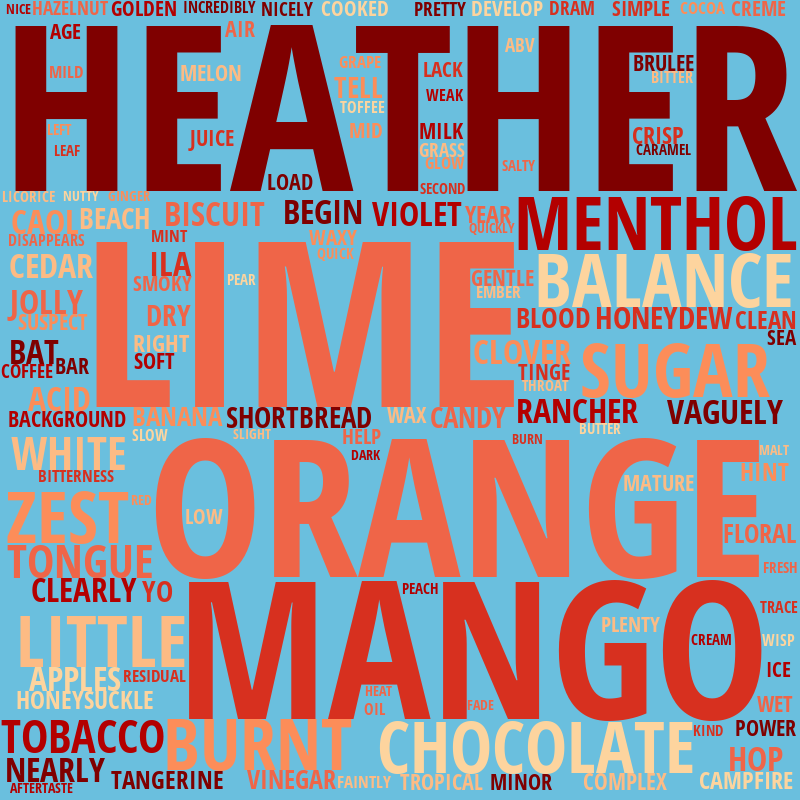 NICE HAZELNUT GOLDEN INCREDIBLY NICELY COOKED PRETTY DEVELOP DRAM SIMPLE COCOA CREME
HEATHER
AGE AIR ABV
MILD MELON GRAPE LACK BRULEE
BITTER
TELL WEAK
TOFFEE
LEFT JUICE MID MILK CRISP
LEAF GRASS CARAMEL
GLOW SALTY
LOAD SECOND
LICORICE NUTTY GINGER
CAOL BEACH BISCUIT BEGIN VIOLET YEAR MENTHOL
QUICKLY
DISAPPEARS MINT WAXY
QUICK
LIME
CEDAR ILA PEAR GENTLE BALANCE
SMOKY EMBER
JOLLY DRY BLOOD HONEYDEW CLEAN
SUSPECT SEA
BAT RIGHT CLOVER SUGAR
COFFEE BAR SOFT TINGE
THROAT
ACID
BACKGROUND BANANA SHORTBREAD WAX CANDY RANCHER VAGUELY
SLOW SLIGHT HELP BURN BUTTER
WHITE DARK MALT
BITTERNESS MATURE HINT
ORANGE
ZEST RED LOW FLORAL
TONGUE FRESH
CLEARLY YO PEACH
MANGO
TRACE
LITTLE PLENTY CREAM WISP
APPLES RESIDUAL ICE
HONEYSUCKLE HEAT
OIL FADE WET
TOBACCO BURNT CHOCOLATE KIND POWER
NEARLY HOP
AFTERTASTE TANGERINE VINEGAR FAINTLY TROPICAL MINOR COMPLEX CAMPFIRE